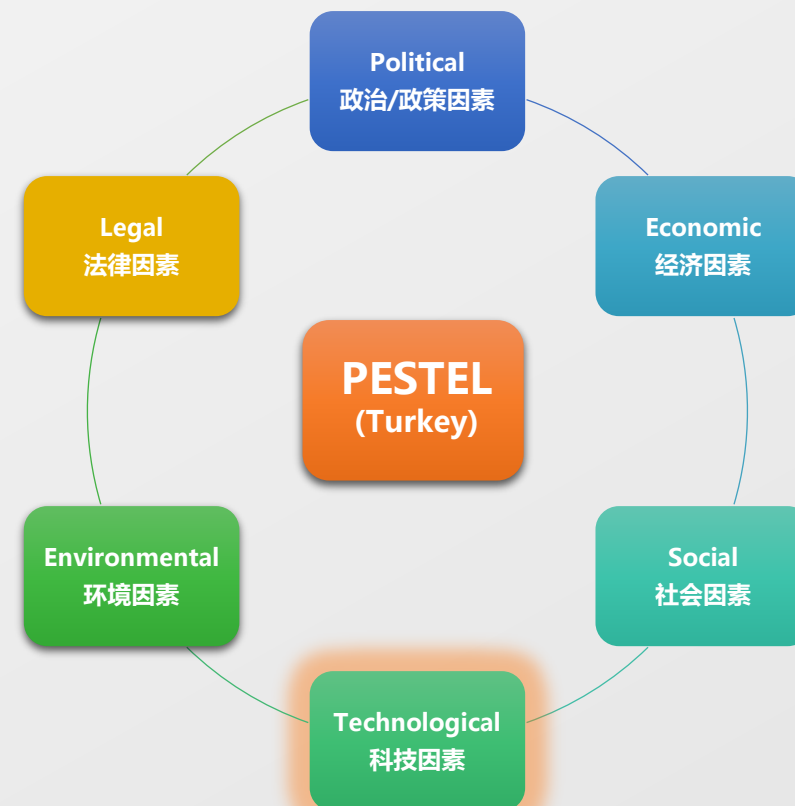 Political
政治/政策因素
Legal
法律因素
Economic
经济因素
PESTEL
(Turkey)
Environmental
环境因素
Social
社会因素
Technological
科技因素